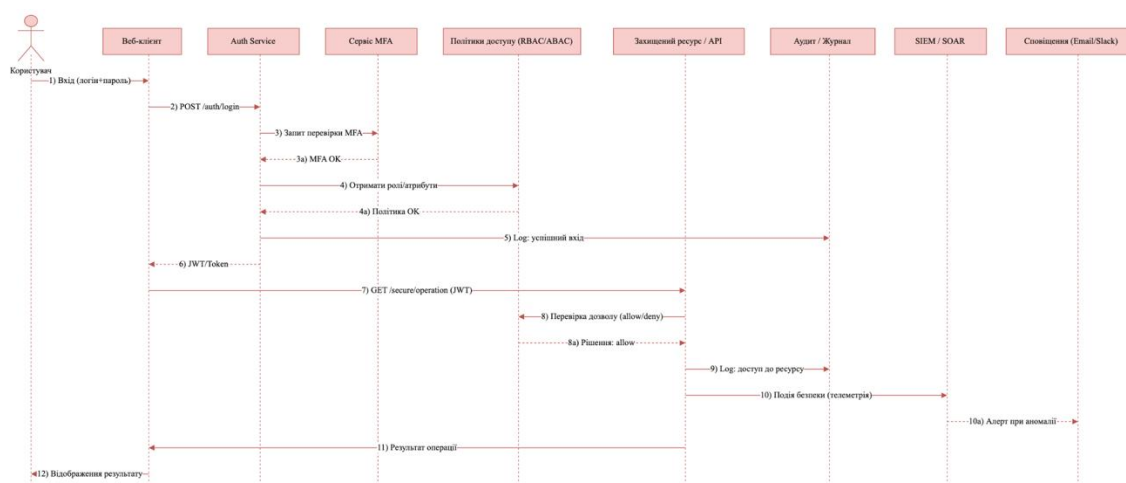 Веб-клієнт
Auth Service
Сервіс MFA
Політики доступу (RBAC/ABAC)
Захищений ресурс / API
Аудит / Журнал
SIEM / SOAR
Сповіщення (Email/Slack)
Користувач
1) Вхід (логін+пароль)
2) POST /auth/login
3) Запит перевірки MFA
3a) MFA OK
4) Отримати ролі/атрибути
4a) Політика OK
5) Log: успішний вхід
6) JWT/Token
7) GET /secure/operation (JWT)
8) Перевірка дозволу (allow/deny)
8a) Рішення: allow
9) Log: доступ до ресурсу
10) Подія безпеки (телеметрія)
10a) Алерт при аномалії
11) Результат операції
12) Відображення результату